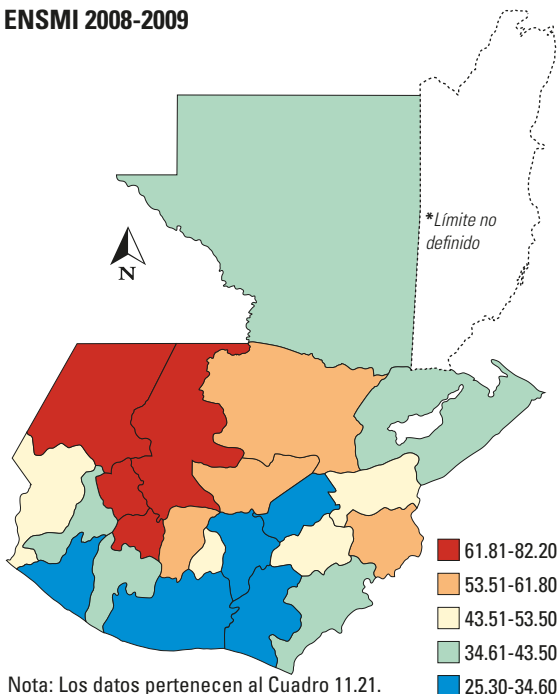 ENSMI 2008-2009
*Límite no
definido
N
61.81-82.20
53.51-61.80
43.51-53.50
34.61-43.50
25.30-34.60
Nota: Los datos pertenecen al Cuadro 11.21.